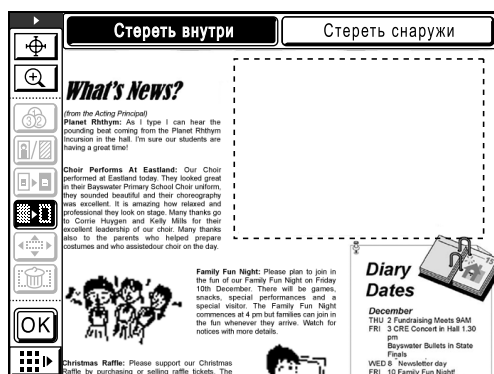 Стереть внутри
Стереть снаружи
What's News?
(from the Acting Principal)
Planet Rhthym: As I type I can hear the
pounding beat coming from the Planet Rhthym
Incursion in the hall. I'm sure our students are
having a great time!
Choir Performs At Eastland: Our Choir
performed at Eastland today. They looked great
in their Bayswater Primary School Choir uniform,
they sounded beautiful and their choreography
was excellent. It is amazing how relaxed and
professional they look on stage. Many thanks go
to Corrie Huygen and Kelly Mills for their
excellent leadership of our choir. Many thanks
also to the parents who helped prepare
costumes and who assistedour choir on the day.
Family Fun Night: Please plan to join in
the fun of our Family Fun Night on Friday
10th December. There will be games,
snacks, special performances and a
special visitor. The Family Fun Night
commences at 4 pm but families can join in
the fun whenever they arrive. Watch for
notices with more details.
Christmas Raffle: Please support our Christmas
Raffle by purchasing or selling raffle tickets. The
Diary
Dates
December
THU 2 Fundraising Meets 9AM
FRI 3 CRE Concert in Hall 1.30
pm
Bayswater Bullets in State
Finals
WED 8 Newsletter day
FRI 10 Family Fun Night!
OK